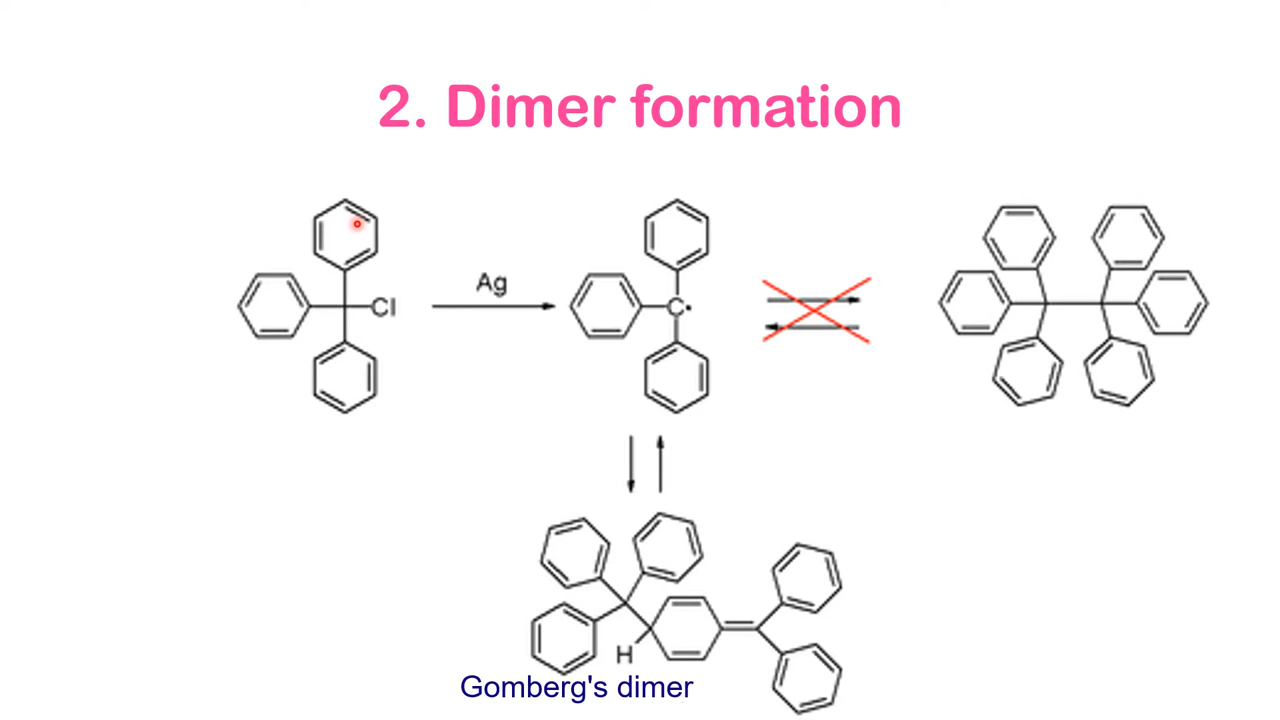 2. Dimer formation
Ag
Cl
C•
H
Gomberg's dimer